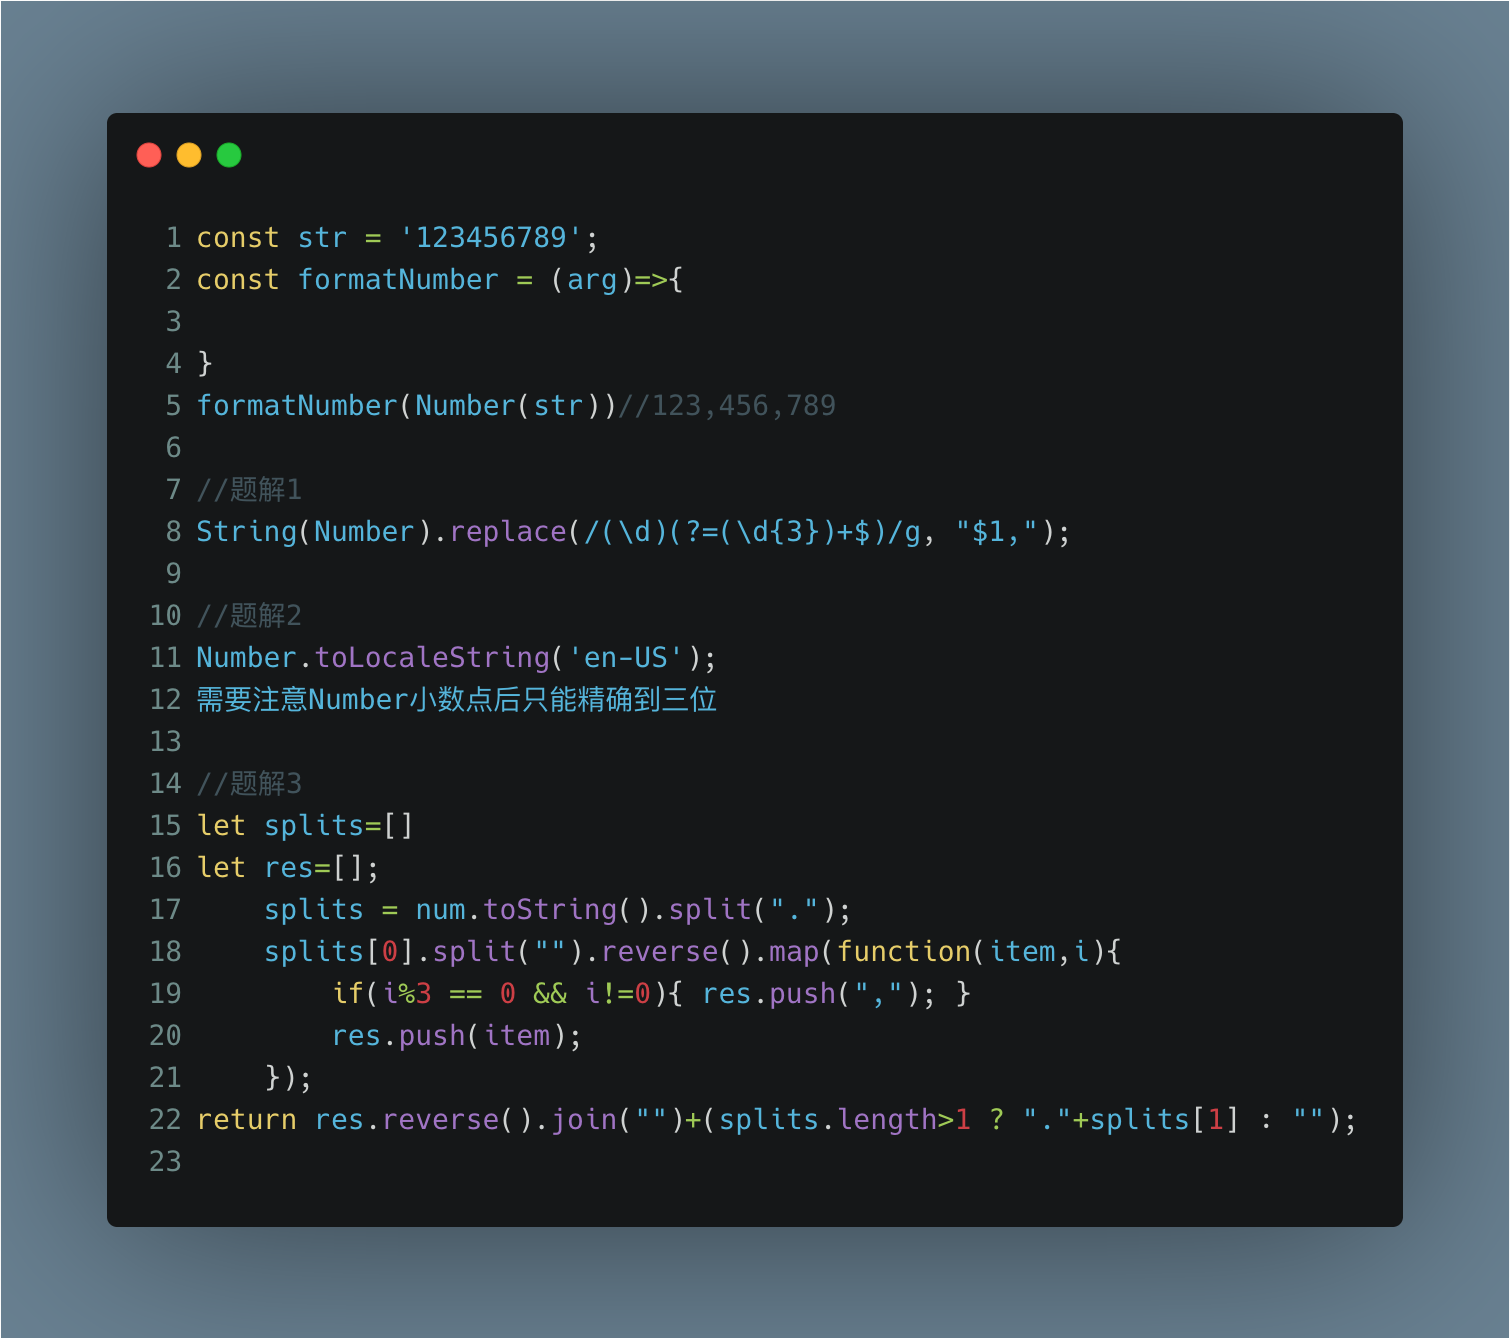 1 const str = '123456789';
2 const formatNumber = (arg)=>{
3
4 }
5 formatNumber(Number(str))//123,456,789
6
7 //题解1
8 String(Number).replace(/(\d)(?=(\d{3})+$)/g, "$1,");
9
10 //题解2
11 Number.toLocaleString('en-US');
12 需要注意Number小数点后只能精确到三位
13
14 //题解3
15 let splits=[]
16 let res=[];
17     splits = num.toString().split(".");
18     splits[0].split("").reverse().map(function(item,i){
19         if(i%3 == 0 && i!=0){ res.push(","); }
20         res.push(item);
21     });
22 return res.reverse().join("")+(splits.length>1 ? "."+splits[1] : "");
23